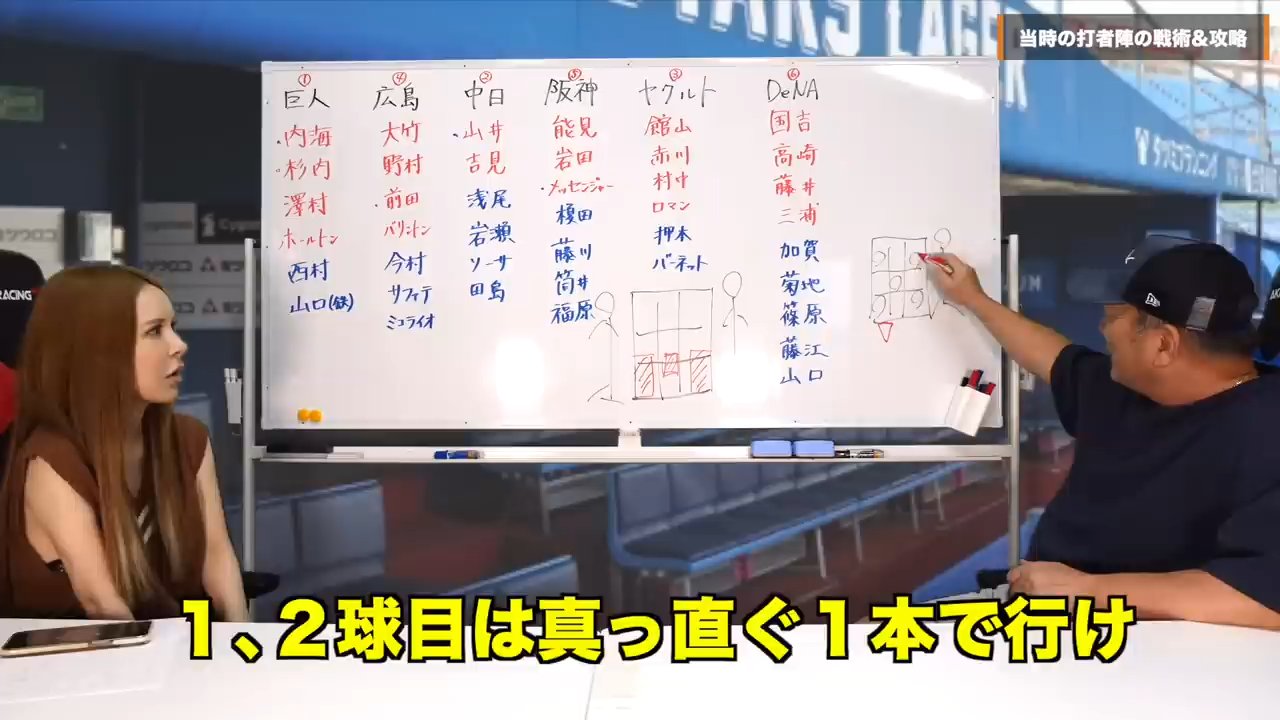 TARS LAGER
当時の打者陣の戦術&攻略
① 巨人
・内海
・杉内
澤村
ホールトン
西村
山口(鉄)
④ 広島
大竹
野村
・前田
バリントン
今村
サファテ
ミコライオ
② 中日
・山井
吉見
浅尾
岩瀬
ソーサ
田島
⑤ 阪神
能見
岩田
・メッセンジャー
榎田
藤川
筒井
福原
③ ヤクルト
館山
赤川
村中
ロマン
押本
バーネット
⑥ DeNA
国吉
高崎
藤井
三浦
加賀
菊地
篠原
藤江
山口
RACING
1、2球目は真っ直ぐ1本で行け